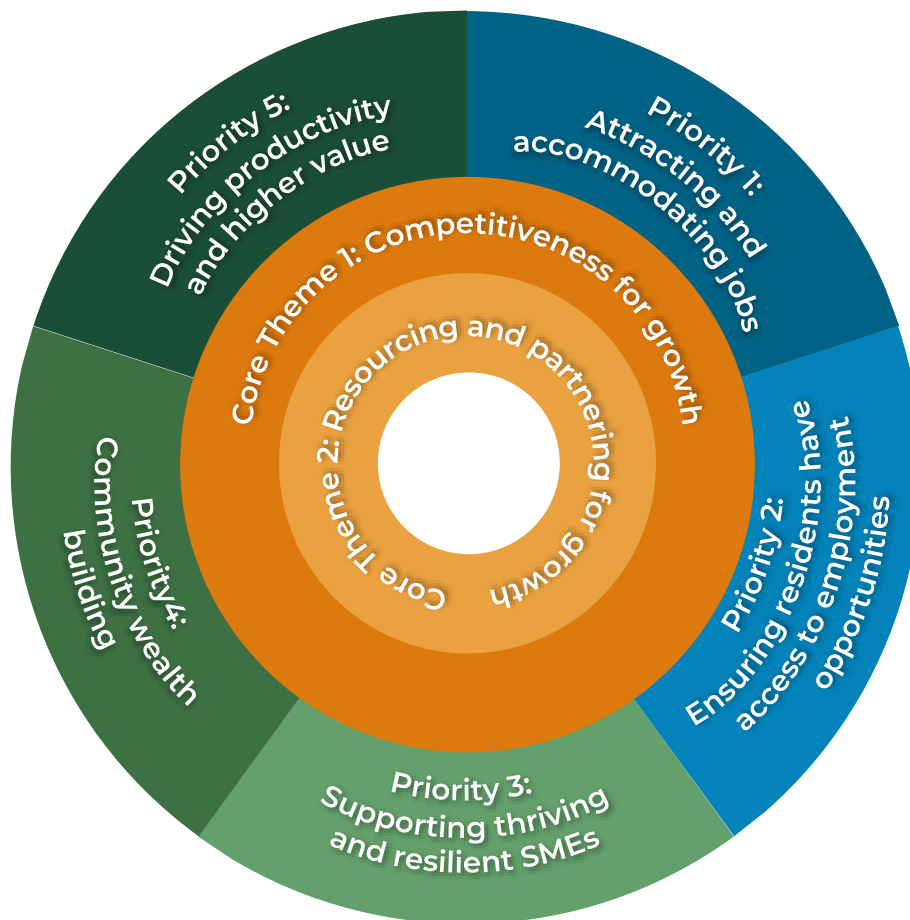 Priority 1:
Attracting and
accommodating jobs
Priority 2:
Ensuring residents have
access to employment
opportunities
Priority 3:
Supporting thriving
and resilient SMEs
Priority4:
Community wealth
building
Priority 5:
Driving productivity
and higher value
Core Theme 1: Competitiveness for growth
Core Theme 2: Resourcing and partnering for growth